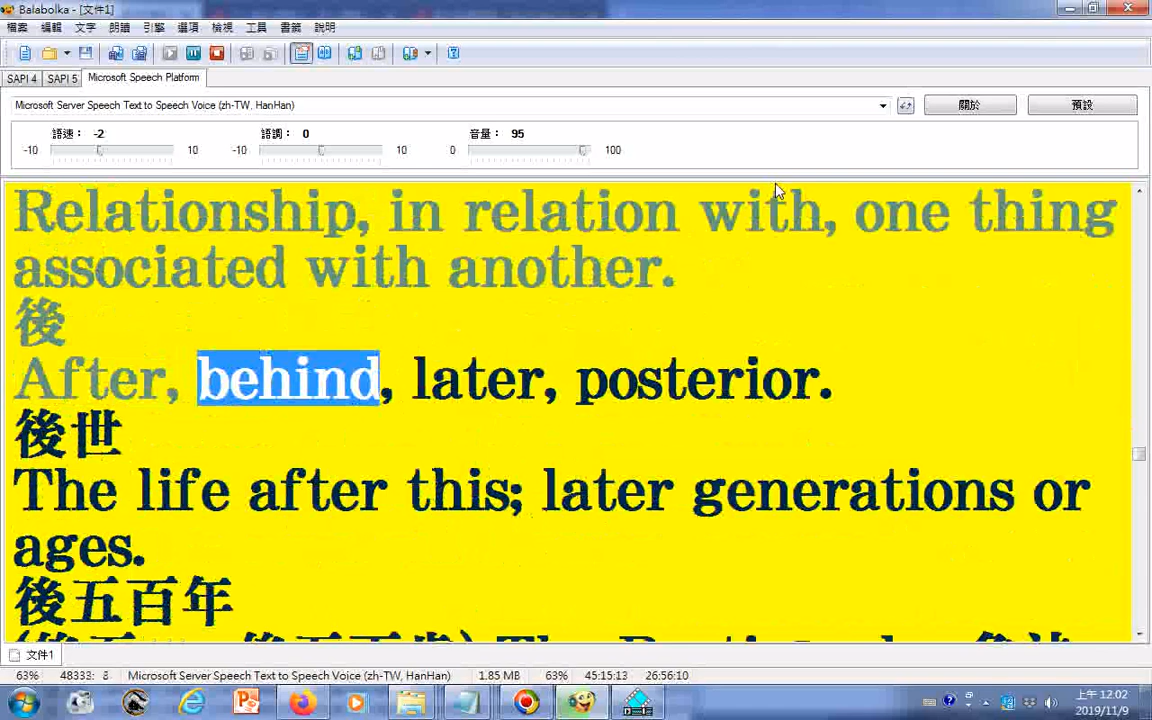 Balabolka - [文件1]
檔案 編輯 文字 朗讀 引擎 選項 檢視 工具 書籤 說明
SAPI 4 SAPI 5 Microsoft Speech Platform
Microsoft Server Speech Text to Speech Voice (zh-TW, HanHan) 關於 預設
語速： -2 語調： 0 音量： 95
-10 10 -10 10 0 100
Relationship, in relation with, one thing
associated with another.
後
After, behind, later, posterior.
後世
The life after this; later generations or
ages.
後五百年
文件1
63% 48333: 8 Microsoft Server Speech Text to Speech Voice (zh-TW, HanHan) 1.85 MB 63% 45:15:13 26:56:10
上午 12:02
2019/11/9